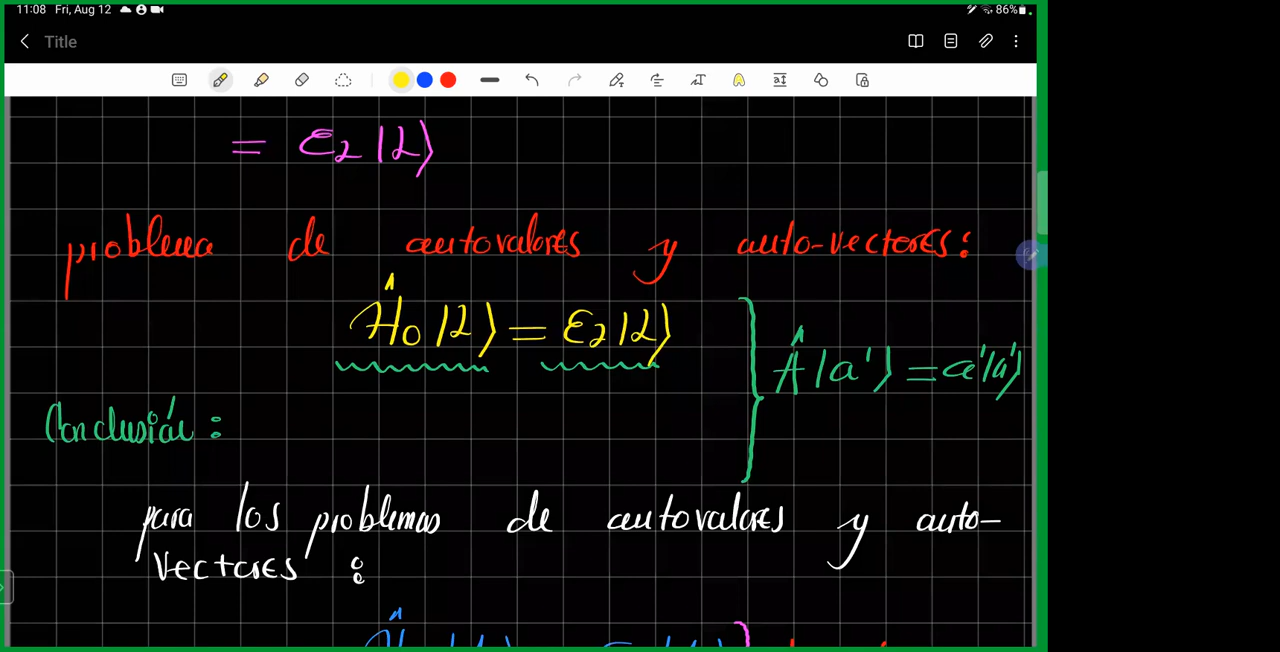 11:08 Fri, Aug 12
86%
Title
= ε₂|2⟩
problema de autovalores y auto-vectores:
Ĥ₀|2⟩ = ε₂|2⟩
Â|a'⟩ = a'|a'⟩
Conclusión:
para los problemas de autovalores y auto-
vectores :